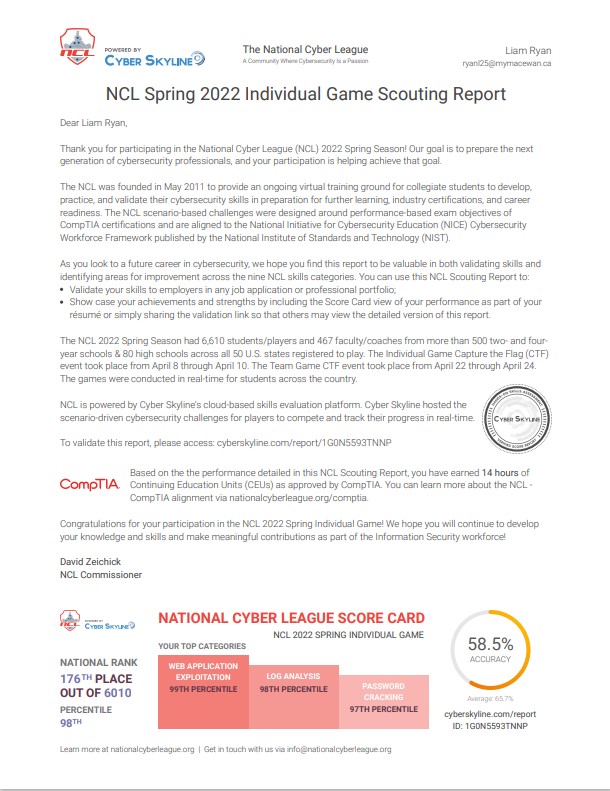 NCL
POWERED BY
CYBER SKYLINE
The National Cyber League
A Community Where Cybersecurity Is a Passion
Liam Ryan
ryanl25@mymacewan.ca
NCL Spring 2022 Individual Game Scouting Report
Dear Liam Ryan,
Thank you for participating in the National Cyber League (NCL) 2022 Spring Season! Our goal is to prepare the next
generation of cybersecurity professionals, and your participation is helping achieve that goal.
The NCL was founded in May 2011 to provide an ongoing virtual training ground for collegiate students to develop,
practice, and validate their cybersecurity skills in preparation for further learning, industry certifications, and career
readiness. The NCL scenario-based challenges were designed around performance-based exam objectives of
CompTIA certifications and are aligned to the National Initiative for Cybersecurity Education (NICE) Cybersecurity
Workforce Framework published by the National Institute of Standards and Technology (NIST).
As you look to a future career in cybersecurity, we hope you find this report to be valuable in both validating skills and
identifying areas for improvement across the nine NCL skills categories. You can use this NCL Scouting Report to:
• Validate your skills to employers in any job application or professional portfolio;
• Show case your achievements and strengths by including the Score Card view of your performance as part of your
résumé or simply sharing the validation link so that others may view the detailed version of this report.
The NCL 2022 Spring Season had 6,610 students/players and 467 faculty/coaches from more than 500 two- and four-
year schools & 80 high schools across all 50 U.S. states registered to play. The Individual Game Capture the Flag (CTF)
event took place from April 8 through April 10. The Team Game CTF event took place from April 22 through April 24.
The games were conducted in real-time for students across the country.
NCL is powered by Cyber Skyline's cloud-based skills evaluation platform. Cyber Skyline hosted the
scenario-driven cybersecurity challenges for players to compete and track their progress in real-time.
CYBER SKYLINE
To validate this report, please access: cyberskyline.com/report/1G0N5593TNNP
CompTIA.
Based on the the performance detailed in this NCL Scouting Report, you have earned 14 hours of
Continuing Education Units (CEUs) as approved by CompTIA. You can learn more about the NCL -
CompTIA alignment via nationalcyberleague.org/comptia.
Congratulations for your participation in the NCL 2022 Spring Individual Game! We hope you will continue to develop
your knowledge and skills and make meaningful contributions as part of the Information Security workforce!
David Zeichick
NCL Commissioner
NCL
POWERED BY
CYBER SKYLINE
NATIONAL CYBER LEAGUE SCORE CARD
NCL 2022 SPRING INDIVIDUAL GAME
NATIONAL RANK
176TH PLACE
OUT OF 6010
PERCENTILE
98TH
YOUR TOP CATEGORIES
WEB APPLICATION
EXPLOITATION
99TH PERCENTILE
LOG ANALYSIS
98TH PERCENTILE
PASSWORD
CRACKING
97TH PERCENTILE
58.5%
ACCURACY
Average: 65.7%
cyberskyline.com/report
ID: 1G0N5593TNNP
Learn more at nationalcyberleague.org | Get in touch with us via info@nationalcyberleague.org